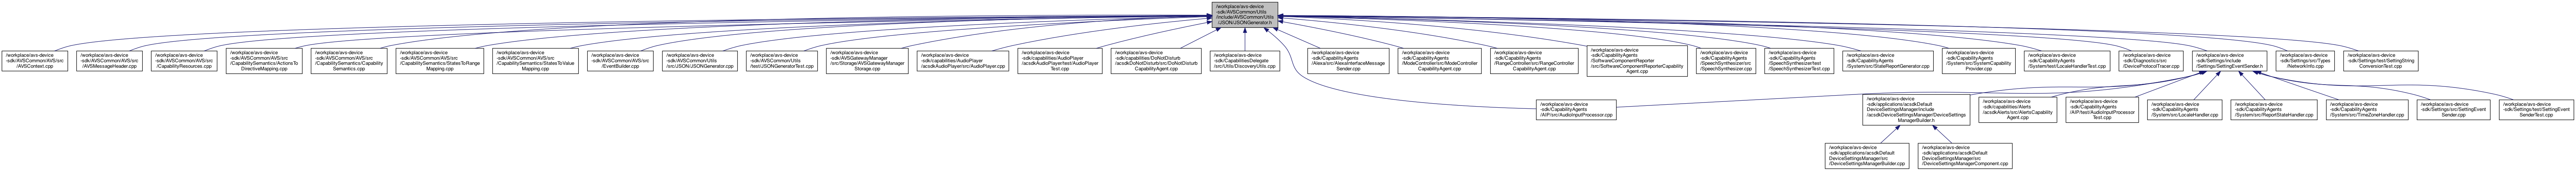 /workplace/avs-device
-sdk/AVSCommon/Utils
/include/AVSCommon/Utils
/JSON/JSONGenerator.h
/workplace/avs-device
-sdk/AVSCommon/AVS/src
/AVSContext.cpp
/workplace/avs-device
-sdk/AVSCommon/AVS/src
/AVSMessageHeader.cpp
/workplace/avs-device
-sdk/AVSCommon/AVS/src
/CapabilityResources.cpp
/workplace/avs-device
-sdk/AVSCommon/AVS/src
/CapabilitySemantics/ActionsTo
DirectiveMapping.cpp
/workplace/avs-device
-sdk/AVSCommon/AVS/src
/CapabilitySemantics/Capability
Semantics.cpp
/workplace/avs-device
-sdk/AVSCommon/AVS/src
/CapabilitySemantics/StatesToRange
Mapping.cpp
/workplace/avs-device
-sdk/AVSCommon/AVS/src
/CapabilitySemantics/StatesToValue
Mapping.cpp
/workplace/avs-device
-sdk/AVSCommon/AVS/src
/EventBuilder.cpp
/workplace/avs-device
-sdk/AVSCommon/Utils
/src/JSON/JSONGenerator.cpp
/workplace/avs-device
-sdk/AVSCommon/Utils
/test/JSONGeneratorTest.cpp
/workplace/avs-device
-sdk/AVSGatewayManager
/src/Storage/AVSGatewayManager
Storage.cpp
/workplace/avs-device
-sdk/capabilities/AudioPlayer
/acsdkAudioPlayer/src/AudioPlayer.cpp
/workplace/avs-device
-sdk/capabilities/AudioPlayer
/acsdkAudioPlayer/test/AudioPlayer
Test.cpp
/workplace/avs-device
-sdk/capabilities/DoNotDisturb
/acsdkDoNotDisturb/src/DoNotDisturb
CapabilityAgent.cpp
/workplace/avs-device
-sdk/CapabilitiesDelegate
/src/Utils/DiscoveryUtils.cpp
/workplace/avs-device
-sdk/CapabilityAgents
/Alexa/src/AlexaInterfaceMessage
Sender.cpp
/workplace/avs-device
-sdk/CapabilityAgents
/ModeController/src/ModeController
CapabilityAgent.cpp
/workplace/avs-device
-sdk/CapabilityAgents
/RangeController/src/RangeController
CapabilityAgent.cpp
/workplace/avs-device
-sdk/CapabilityAgents
/SoftwareComponentReporter
/src/SoftwareComponentReporterCapability
Agent.cpp
/workplace/avs-device
-sdk/CapabilityAgents
/SpeechSynthesizer/src
/SpeechSynthesizer.cpp
/workplace/avs-device
-sdk/CapabilityAgents
/SpeechSynthesizer/test
/SpeechSynthesizerTest.cpp
/workplace/avs-device
-sdk/CapabilityAgents
/System/src/StateReportGenerator.cpp
/workplace/avs-device
-sdk/CapabilityAgents
/System/src/SystemCapability
Provider.cpp
/workplace/avs-device
-sdk/CapabilityAgents
/System/test/LocaleHandlerTest.cpp
/workplace/avs-device
-sdk/Diagnostics/src
/DeviceProtocolTracer.cpp
/workplace/avs-device
-sdk/Settings/include
/Settings/SettingEventSender.h
/workplace/avs-device
-sdk/Settings/src/Types
/NetworkInfo.cpp
/workplace/avs-device
-sdk/Settings/test/SettingString
ConversionTest.cpp
/workplace/avs-device
-sdk/CapabilityAgents
/AIP/src/AudioInputProcessor.cpp
/workplace/avs-device
-sdk/applications/acsdkDefault
DeviceSettingsManager/include
/acsdkDeviceSettingsManager/DeviceSettings
ManagerBuilder.h
/workplace/avs-device
-sdk/capabilities/Alerts
/acsdkAlerts/src/AlertsCapability
Agent.cpp
/workplace/avs-device
-sdk/CapabilityAgents
/AIP/test/AudioInputProcessor
Test.cpp
/workplace/avs-device
-sdk/CapabilityAgents
/System/src/LocaleHandler.cpp
/workplace/avs-device
-sdk/CapabilityAgents
/System/src/ReportStateHandler.cpp
/workplace/avs-device
-sdk/CapabilityAgents
/System/src/TimeZoneHandler.cpp
/workplace/avs-device
-sdk/Settings/src/SettingEvent
Sender.cpp
/workplace/avs-device
-sdk/Settings/test/SettingEvent
SenderTest.cpp
/workplace/avs-device
-sdk/applications/acsdkDefault
DeviceSettingsManager/src
/DeviceSettingsManagerBuilder.cpp
/workplace/avs-device
-sdk/applications/acsdkDefault
DeviceSettingsManager/src
/DeviceSettingsManagerComponent.cpp